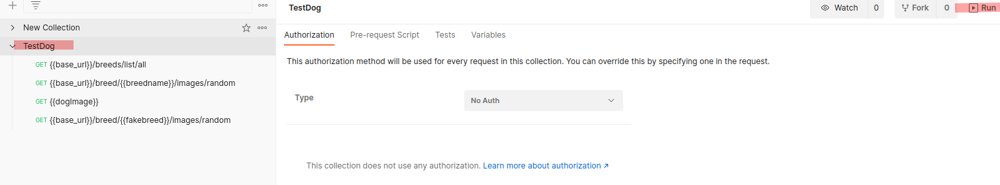 TestDog
Watch 0
Fork 0
Run
New Collection
TestDog
GET {{base_url}}/breeds/list/all
GET {{base_url}}/breed/{{breedname}}/images/random
GET {{dogImage}}
GET {{base_url}}/breed/{{fakebreed}}/images/random
Authorization Pre-request Script Tests Variables
This authorization method will be used for every request in this collection. You can override this by specifying one in the request.
Type
No Auth
This collection does not use any authorization. Learn more about authorization ↗